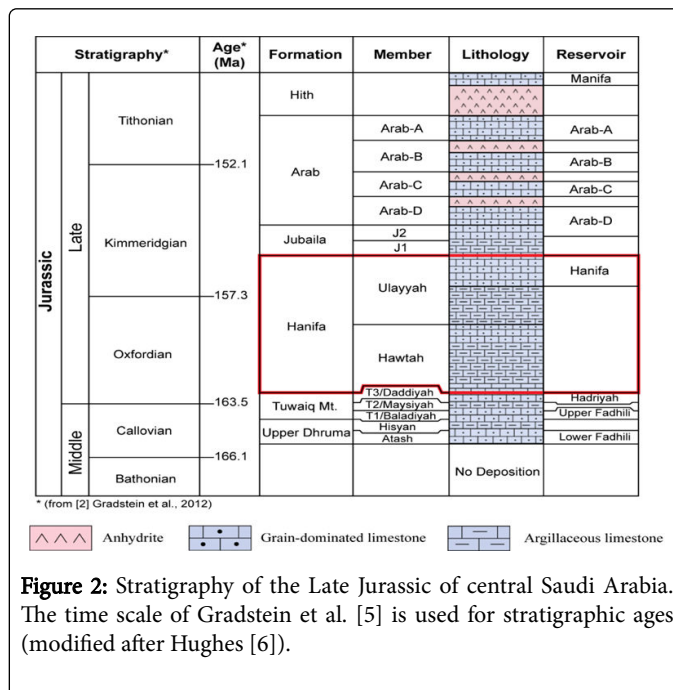 Stratigraphy* Age* (Ma) Formation Member Lithology Reservoir
Jurassic
Late
Middle
Tithonian
Kimmeridgian
Oxfordian
Callovian
Bathonian
152.1
157.3
163.5
166.1
Hith
Arab
Jubaila
Hanifa
Tuwaiq Mt.
Upper Dhruma
Arab-A
Arab-B
Arab-C
Arab-D
J2
J1
Ulayyah
Hawtah
T3/Daddiyah
T2/Maysiyah
T1/Baladiyah
Hisyan
Atash
No Deposition
Manifa
Arab-A
Arab-B
Arab-C
Arab-D
Hanifa
Hadriyah
Upper Fadhili
Lower Fadhili
* (from [2] Gradstein et al., 2012)
Anhydrite Grain-dominated limestone Argillaceous limestone
Figure 2: Stratigraphy of the Late Jurassic of central Saudi Arabia.
The time scale of Gradstein et al. [5] is used for stratigraphic ages
(modified after Hughes [6]).